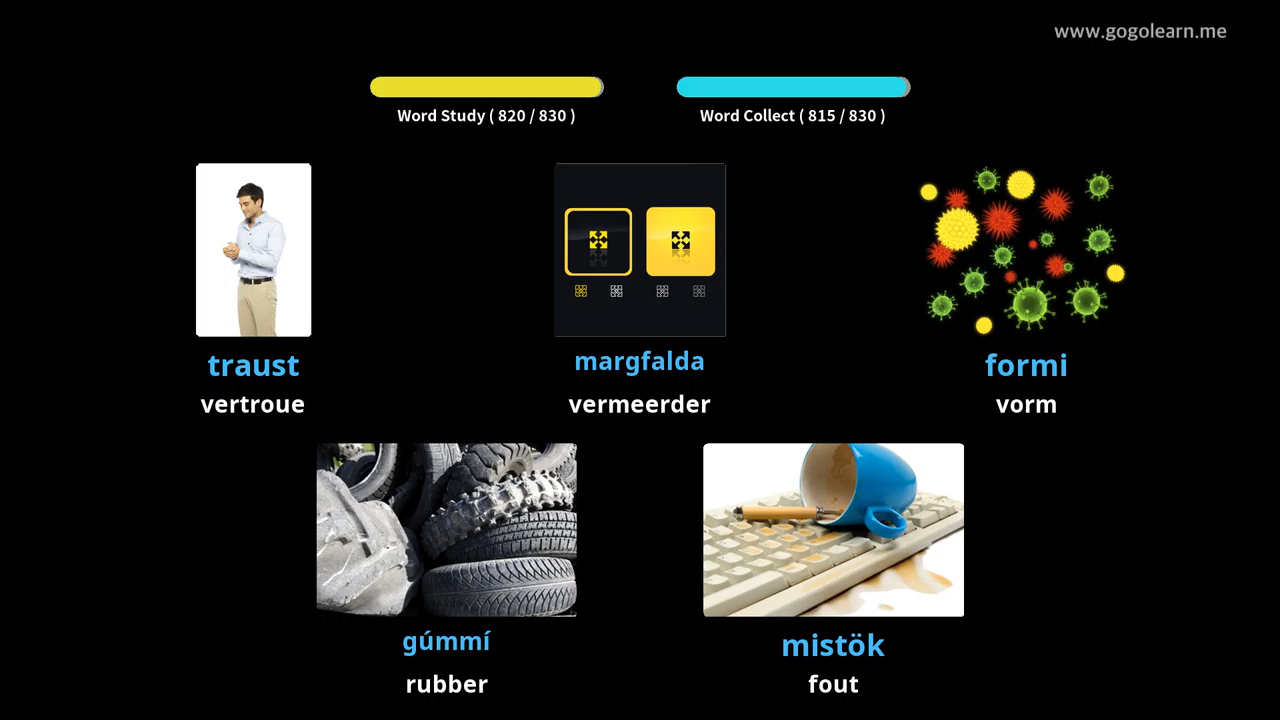 www.gogolearn.me
Word Study ( 820 / 830 )
Word Collect ( 815 / 830 )
traust
vertroue
margfalda
vermeerder
formi
vorm
gúmmí
rubber
mistök
fout